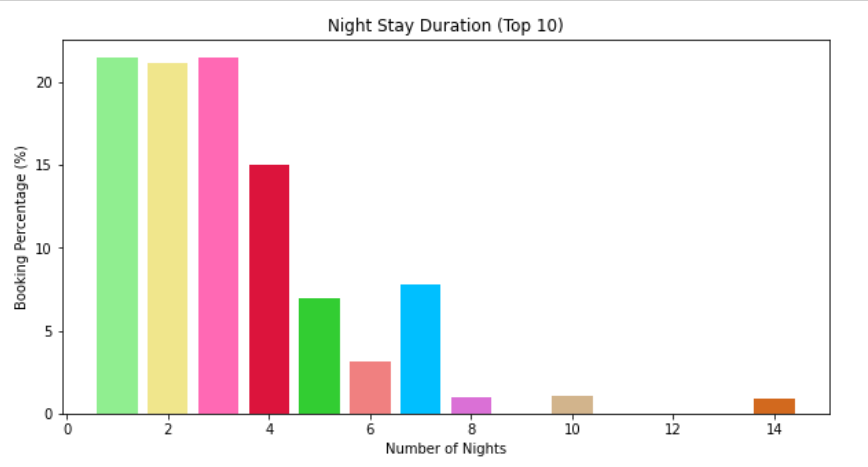 Night Stay Duration (Top 10)
Booking Percentage (%)
20
15
10
5
0
0 2 4 6 8 10 12 14
Number of Nights